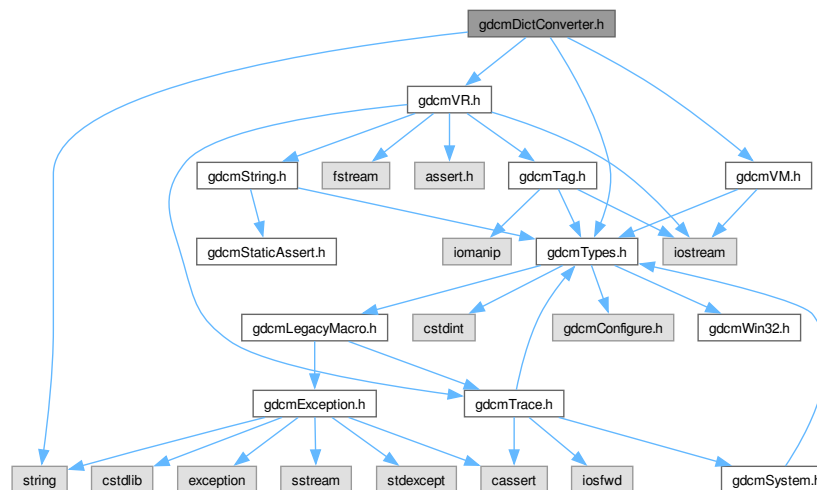 gdcmDictConverter.h
gdcmVR.h
gdcmString.h
fstream
assert.h
gdcmTag.h
gdcmVM.h
gdcmStaticAssert.h
iomanip
gdcmTypes.h
iostream
gdcmLegacyMacro.h
cstdint
gdcmConfigure.h
gdcmWin32.h
gdcmException.h
gdcmTrace.h
string
cstdlib
exception
sstream
stdexcept
cassert
iosfwd
gdcmSystem.h